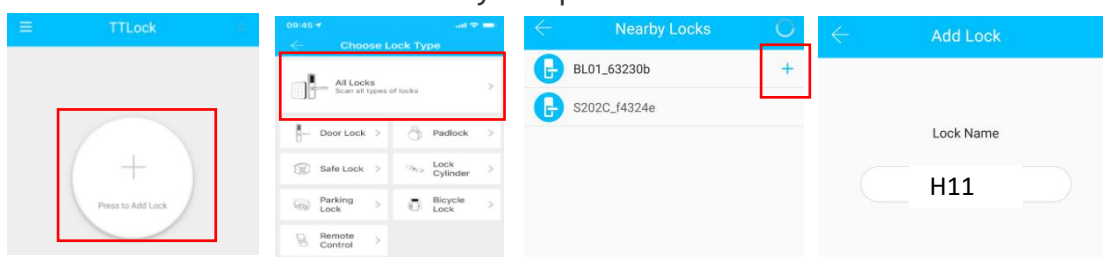 TTLock
Press to Add Lock
09:45
Choose Lock Type
All Locks
Scan all types of locks
Door Lock
Padlock
Safe Lock
Lock
Cylinder
Parking
Lock
Bicycle
Lock
Remote
Control
Nearby Locks
BL01_63230b
S202C_f4324e
Add Lock
Lock Name
H11